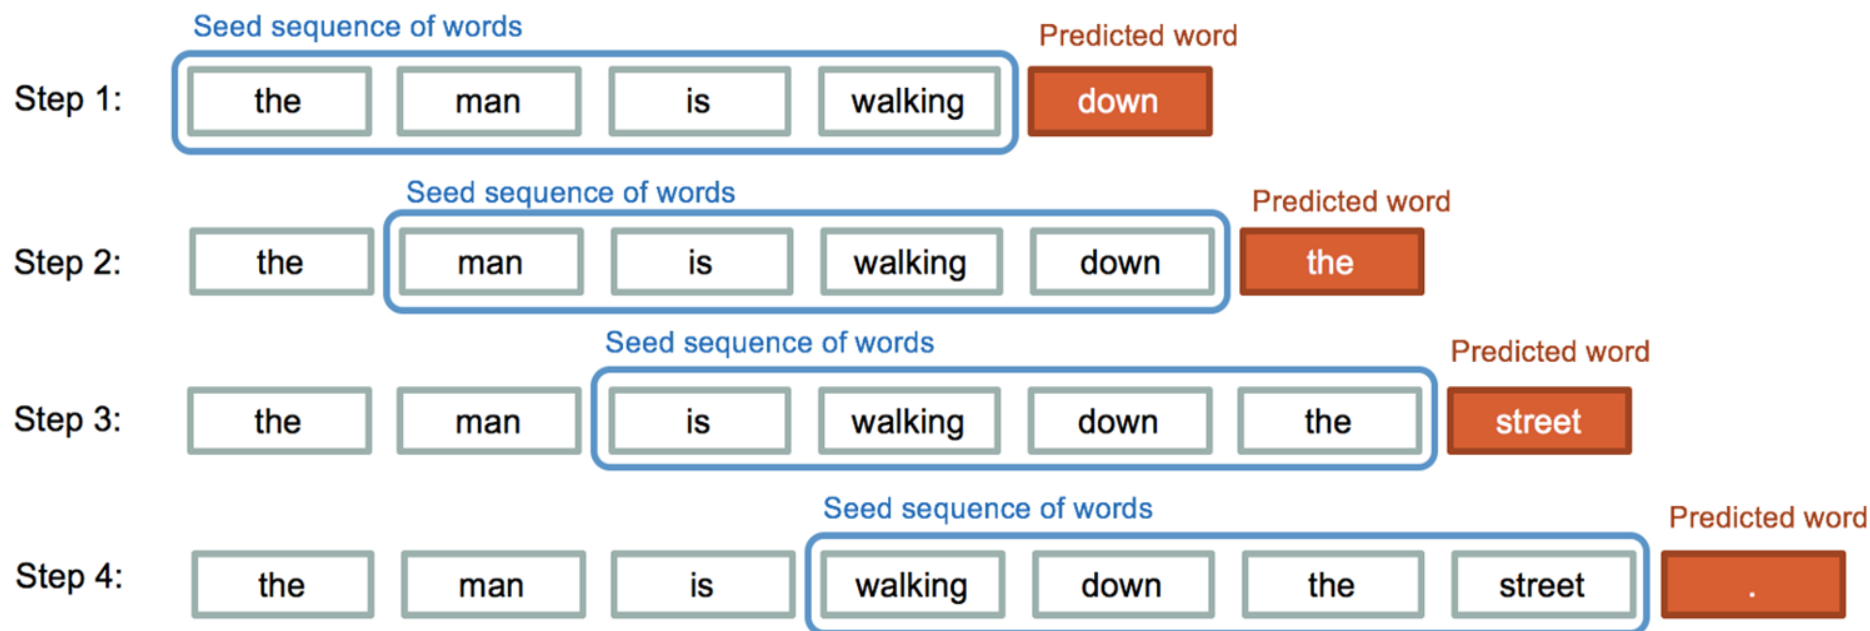 Seed sequence of words Predicted word
Step 1: the man is walking down
Seed sequence of words Predicted word
Step 2: the man is walking down the
Seed sequence of words Predicted word
Step 3: the man is walking down the street
Seed sequence of words Predicted word
Step 4: the man is walking down the street .